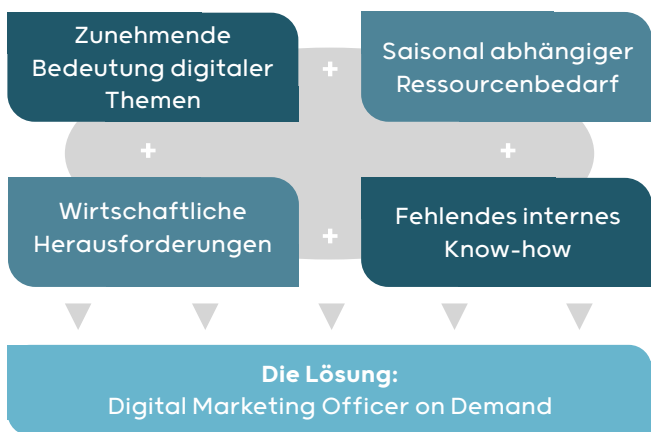 Zunehmende
Bedeutung digitaler
Themen
+
Saisonal abhängiger
Ressourcenbedarf
+
+
Wirtschaftliche
Herausforderungen
+
Fehlendes internes
Know-how
Die Lösung:
Digital Marketing Officer on Demand